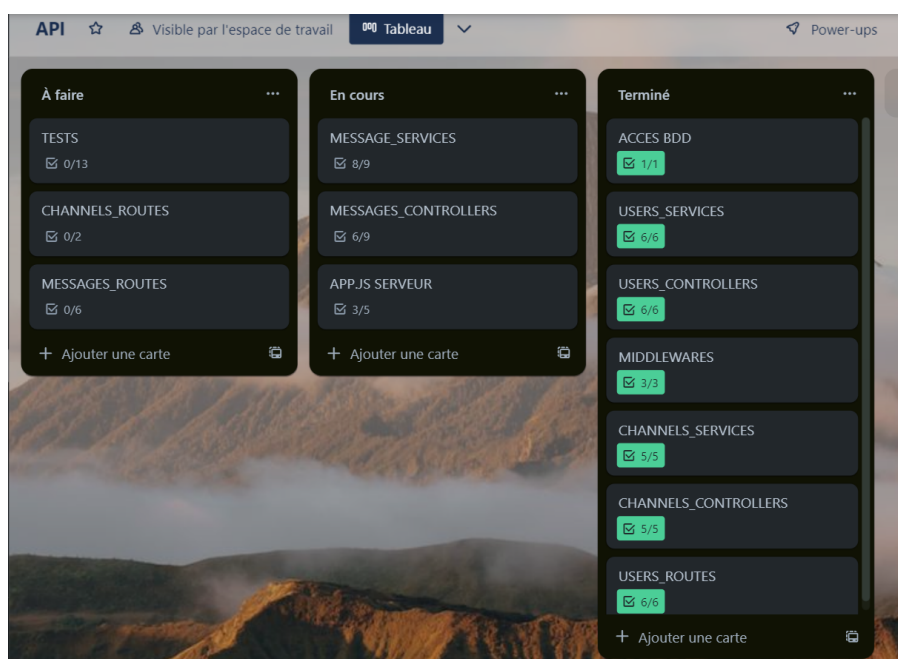 API Visible par l'espace de travail Tableau Power-ups
À faire
TESTS
0/13
CHANNELS_ROUTES
0/2
MESSAGES_ROUTES
0/6
+ Ajouter une carte
En cours
MESSAGE_SERVICES
8/9
MESSAGES_CONTROLLERS
6/9
APP.JS SERVEUR
3/5
+ Ajouter une carte
Terminé
ACCES BDD
1/1
USERS_SERVICES
6/6
USERS_CONTROLLERS
6/6
MIDDLEWARES
3/3
CHANNELS_SERVICES
5/5
CHANNELS_CONTROLLERS
5/5
USERS_ROUTES
6/6
+ Ajouter une carte